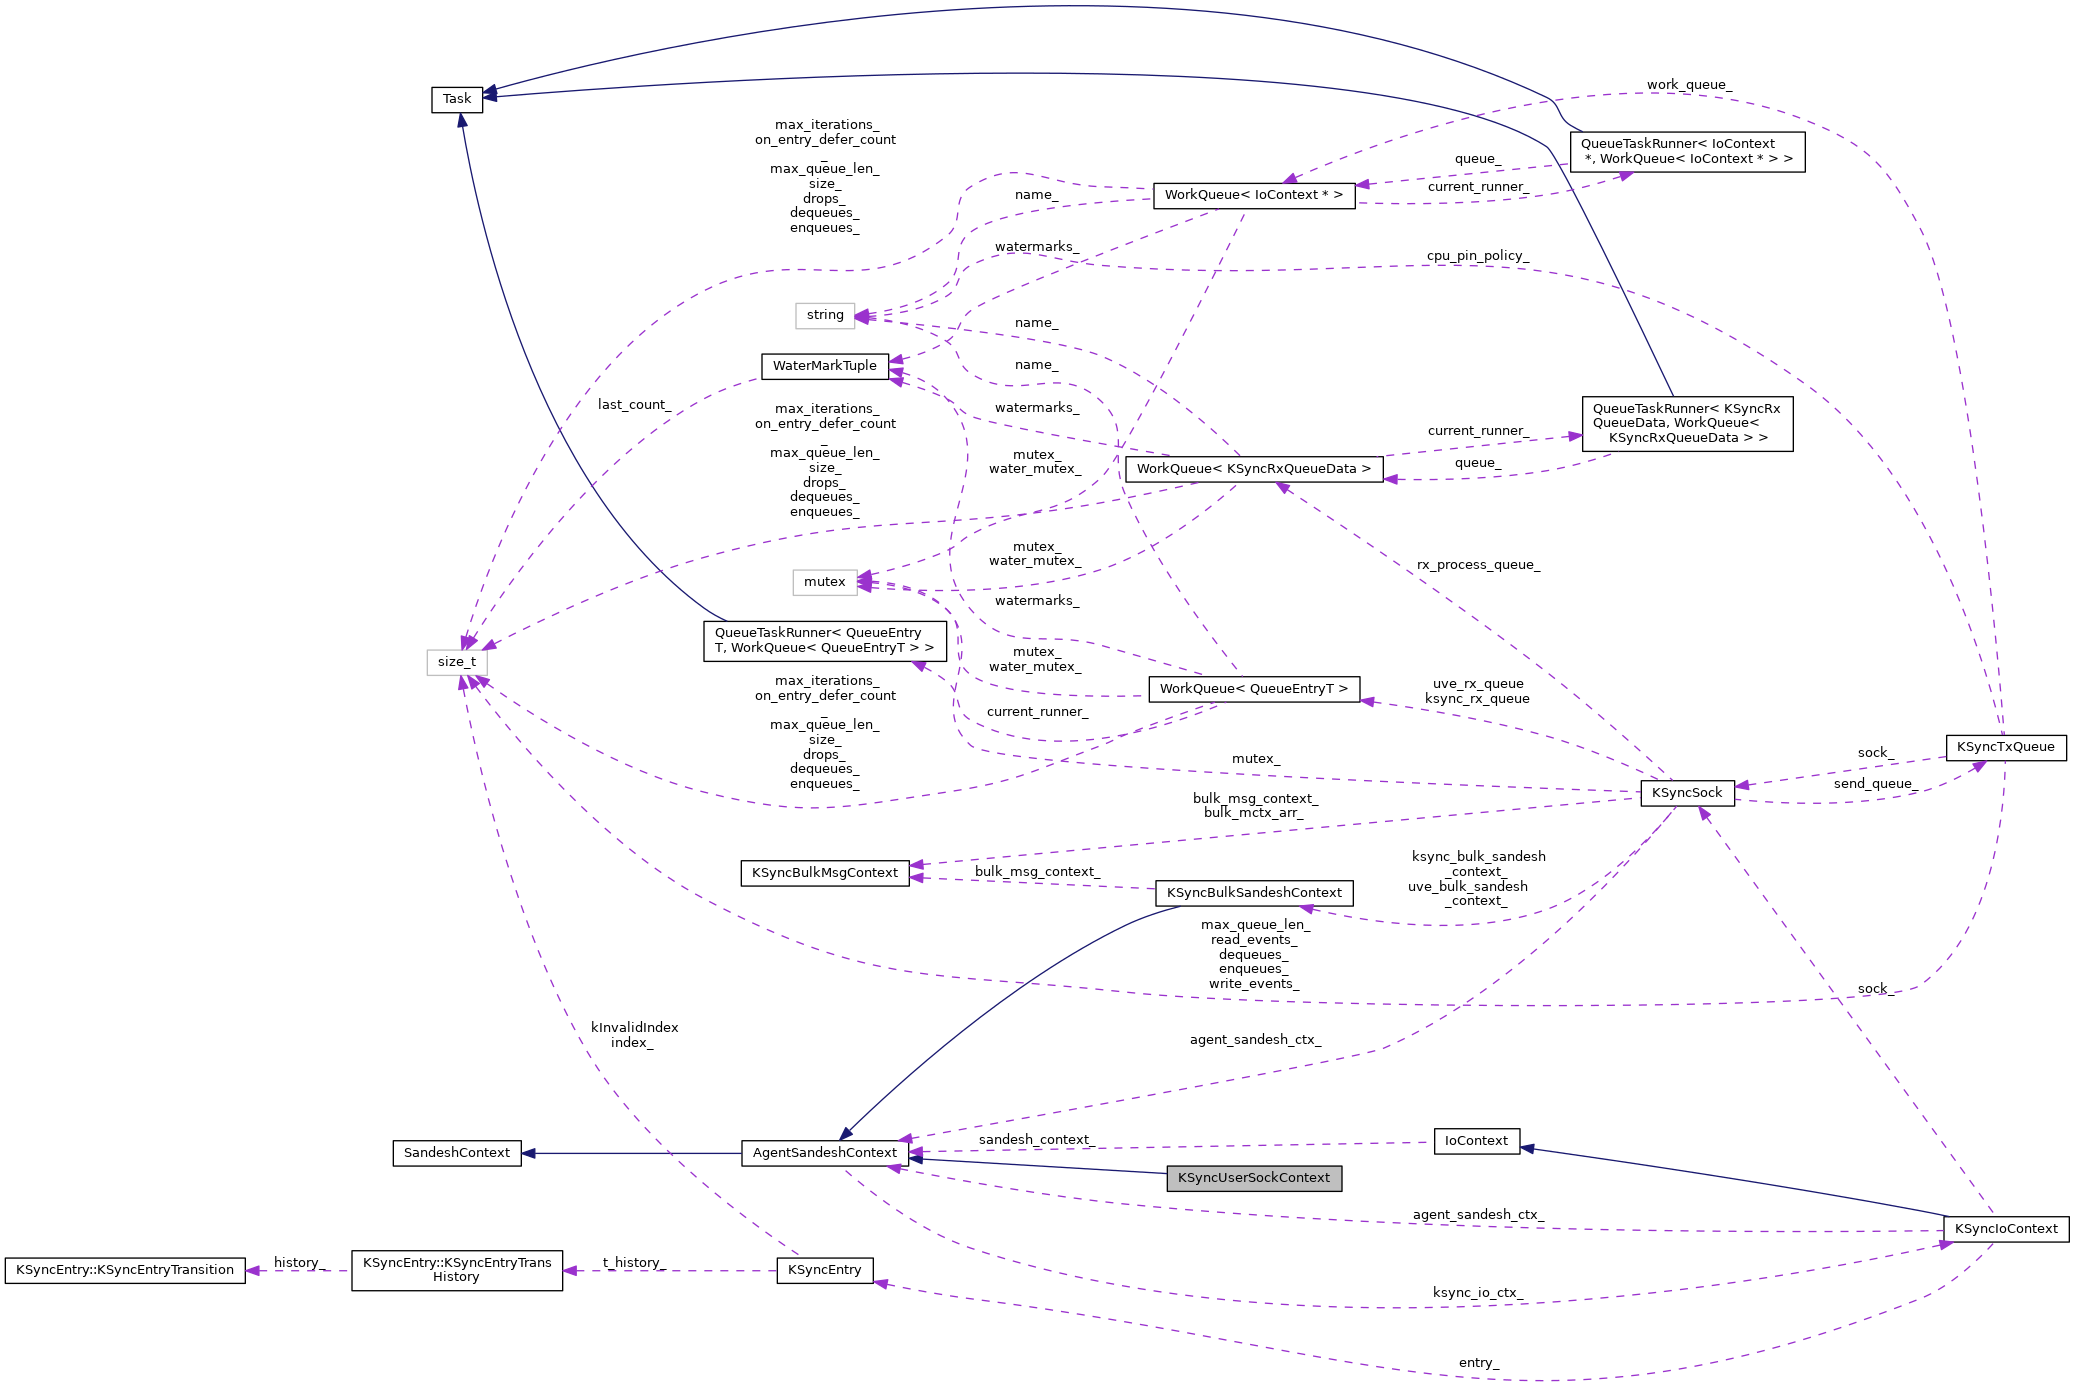 work_queue_
Task
max_iterations_
on_entry_defer_count
_
max_queue_len_
size_
drops_
dequeues_
enqueues_
QueueTaskRunner< IoContext
*, WorkQueue< IoContext * > >
queue_
current_runner_
WorkQueue< IoContext * >
name_
watermarks_
cpu_pin_policy_
string
name_
WaterMarkTuple
name_
last_count_
watermarks_
max_iterations_
on_entry_defer_count
_
max_queue_len_
size_
drops_
dequeues_
enqueues_
QueueTaskRunner< KSyncRx
QueueData, WorkQueue<
KSyncRxQueueData > >
current_runner_
queue_
mutex_
water_mutex_
WorkQueue< KSyncRxQueueData >
mutex_
water_mutex_
rx_process_queue_
mutex
watermarks_
QueueTaskRunner< QueueEntry
T, WorkQueue< QueueEntryT > >
size_t
mutex_
water_mutex_
WorkQueue< QueueEntryT >
uve_rx_queue
ksync_rx_queue
max_iterations_
on_entry_defer_count
_
max_queue_len_
size_
drops_
dequeues_
enqueues_
current_runner_
KSyncTxQueue
sock_
send_queue_
mutex_
KSyncSock
bulk_msg_context_
bulk_mctx_arr_
KSyncBulkMsgContext
bulk_msg_context_
KSyncBulkSandeshContext
ksync_bulk_sandesh
_context_
uve_bulk_sandesh
_context_
max_queue_len_
read_events_
dequeues_
enqueues_
write_events_
sock_
kInvalidIndex
index_
agent_sandesh_ctx_
SandeshContext
AgentSandeshContext
sandesh_context_
IoContext
KSyncUserSockContext
agent_sandesh_ctx_
KSyncIoContext
KSyncEntry::KSyncEntryTransition
history_
KSyncEntry::KSyncEntryTrans
History
t_history_
KSyncEntry
ksync_io_ctx_
entry_